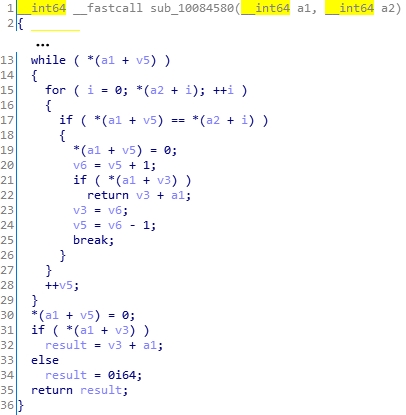 1 __int64 __fastcall sub_10084580(__int64 a1, __int64 a2)
2 {
...
13 while ( *(a1 + v5) )
14 {
15 for ( i = 0; *(a2 + i); ++i )
16 {
17 if ( *(a1 + v5) == *(a2 + i) )
18 {
19 *(a1 + v5) = 0;
20 v6 = v5 + 1;
21 if ( *(a1 + v3) )
22 return v3 + a1;
23 v3 = v6;
24 v5 = v6 - 1;
25 break;
26 }
27 }
28 ++v5;
29 }
30 *(a1 + v5) = 0;
31 if ( *(a1 + v3) )
32 result = v3 + a1;
33 else
34 result = 0i64;
35 return result;
36 }